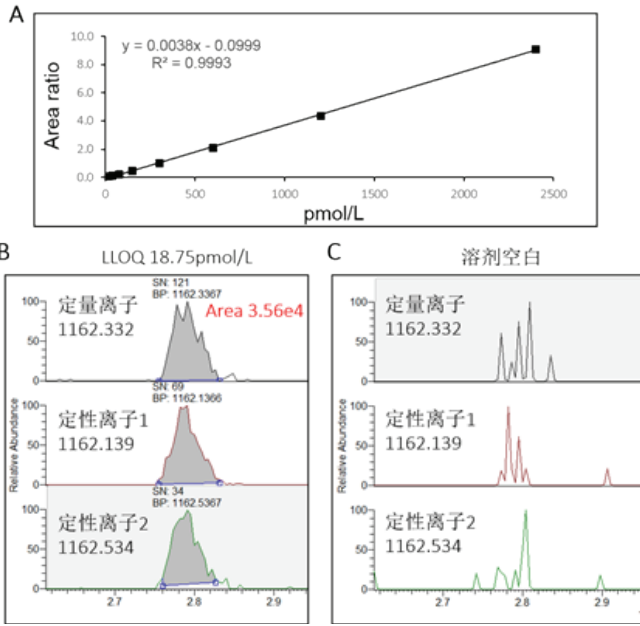 A
y = 0.0038x - 0.0999
R² = 0.9993
Area ratio
10.0
8.0
6.0
4.0
2.0
0.0
0
500
1000
1500
2000
2500
pmol/L
B
LLOQ 18.75pmol/L
SN: 121
BP: 1162.3367
定量离子
1162.332
Area 3.56e4
100
50
0
SN: 69
BP: 1162.1366
定性离子1
1162.139
100
50
0
SN: 34
BP: 1162.5367
定性离子2
1162.534
100
50
0
Relative Abundance
2.7
2.8
2.9
C
溶剂空白
定量离子
1162.332
100
50
0
定性离子1
1162.139
100
50
0
定性离子2
1162.534
100
50
0
Relative Abundance
2.7
2.8
2.9